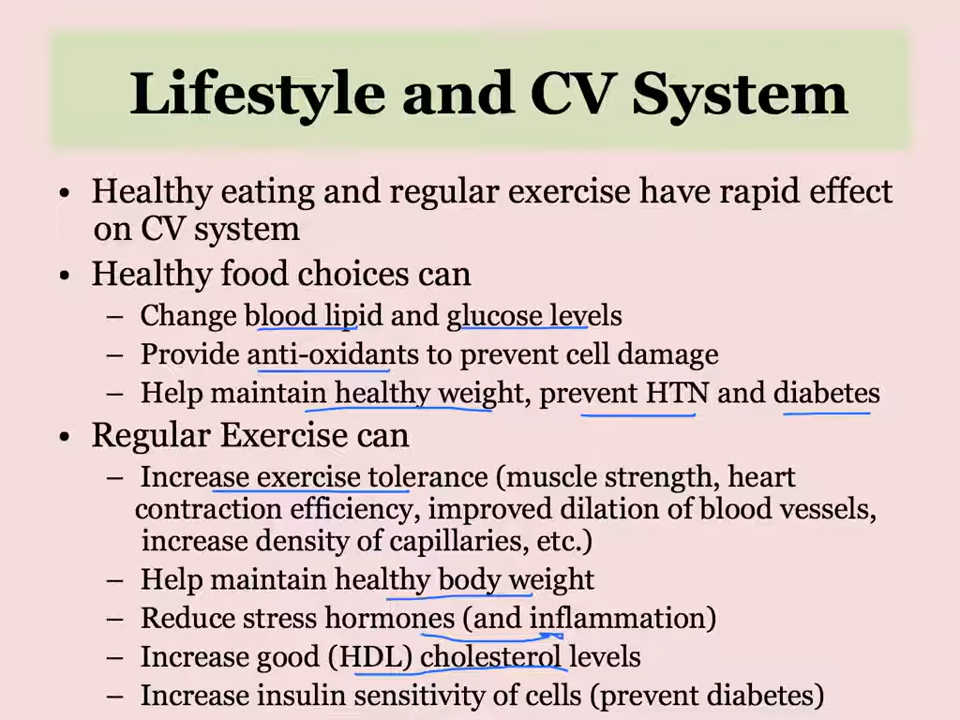 Lifestyle and CV System
• Healthy eating and regular exercise have rapid effect
on CV system
• Healthy food choices can
– Change blood lipid and glucose levels
– Provide anti-oxidants to prevent cell damage
– Help maintain healthy weight, prevent HTN and diabetes
• Regular Exercise can
– Increase exercise tolerance (muscle strength, heart
contraction efficiency, improved dilation of blood vessels,
increase density of capillaries, etc.)
– Help maintain healthy body weight
– Reduce stress hormones (and inflammation)
– Increase good (HDL) cholesterol levels
– Increase insulin sensitivity of cells (prevent diabetes)